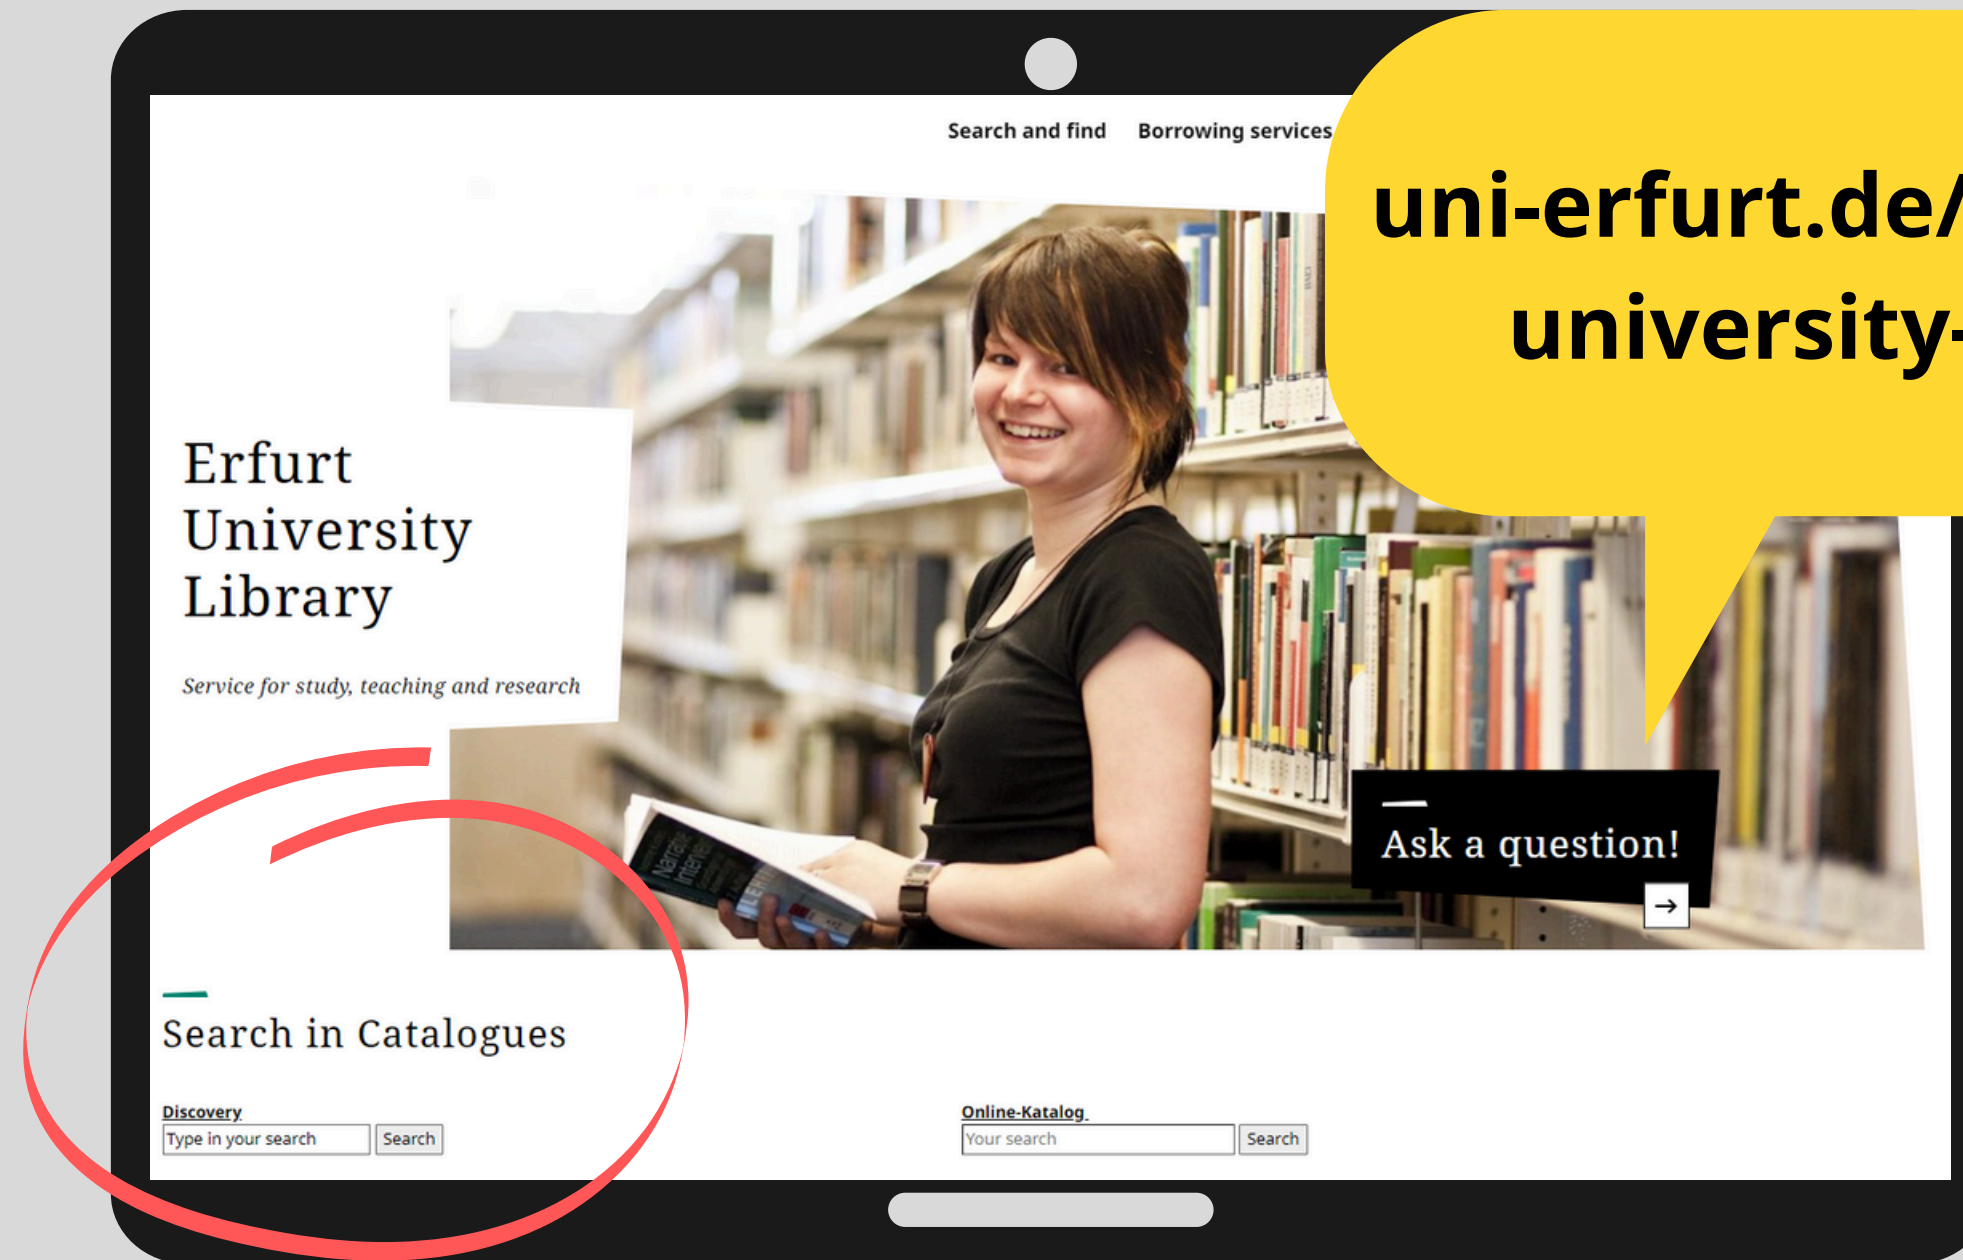 Search and find Borrowing services
uni-erfurt.de/
university-
Erfurt
University
Library
Service for study, teaching and research
Narrative
Ask a question!
Search in Catalogues
Discovery
Type in your search Search
Online-Katalog
Your search Search